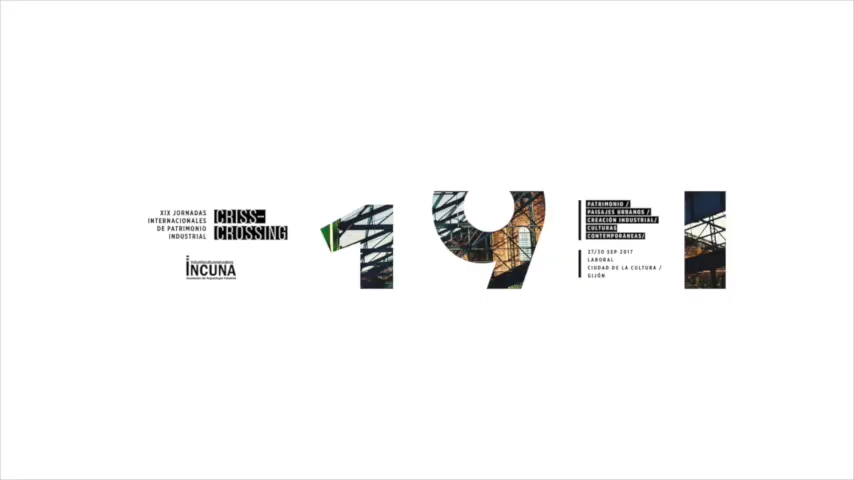 XIX JORNADAS
INTERNACIONALES
DE PATRIMONIO
INDUSTRIAL
CRISS-
CROSSING
INCUNA
19
PATRIMONIO /
PAISAJES URBANOS /
CREACIÓN INDUSTRIAL/
CULTURAS
CONTEMPORÁNEAS/
27/30 SEP 2017
LABORAL
CIUDAD DE LA CULTURA /
GIJÓN